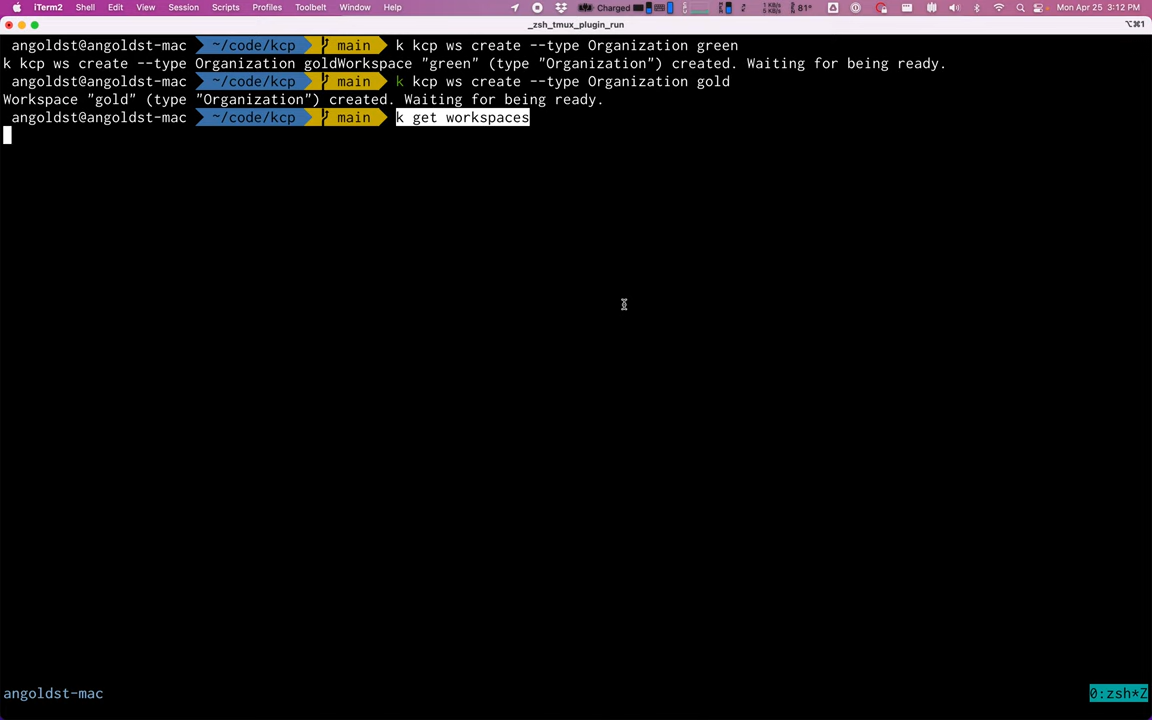 iTerm2 Shell Edit View Session Scripts Profiles Toolbelt Window Help Charged 81° Mon Apr 25 3:12 PM
_zsh_tmux_plugin_run ⌥⌘1
angoldst@angoldst-mac ~/code/kcp main k kcp ws create --type Organization green
k kcp ws create --type Organization goldWorkspace "green" (type "Organization") created. Waiting for being ready.
angoldst@angoldst-mac ~/code/kcp main k kcp ws create --type Organization gold
Workspace "gold" (type "Organization") created. Waiting for being ready.
angoldst@angoldst-mac ~/code/kcp main k get workspaces
angoldst-mac 0:zsh*Z